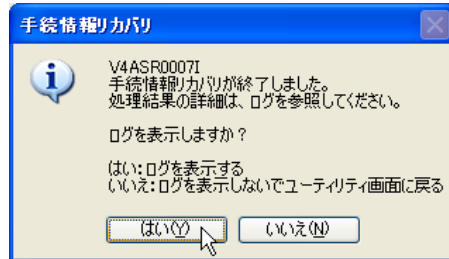 手続情報リカバリ
V4ASR0007I
手続情報リカバリが終了しました。
処理結果の詳細は、ログを参照してください。
ログを表示しますか？
はい:ログを表示する
いいえ:ログを表示しないでユーティリティ画面に戻る
はい(Y) いいえ(N)